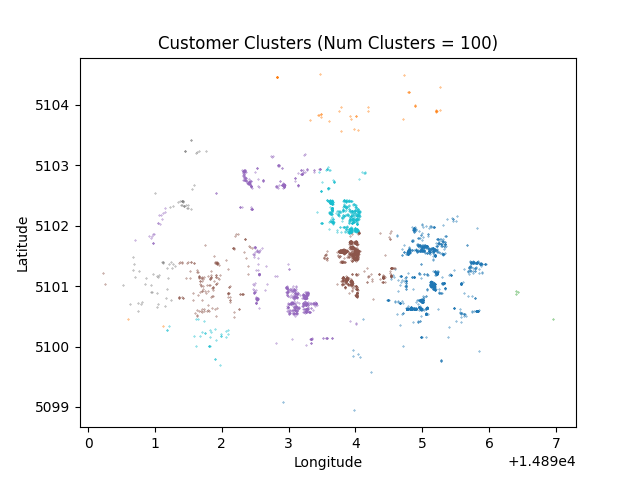 Customer Clusters (Num Clusters = 100)
Latitude
5104
5103
5102
5101
5100
5099
0 1 2 3 4 5 6 7
Longitude
+1.489e4